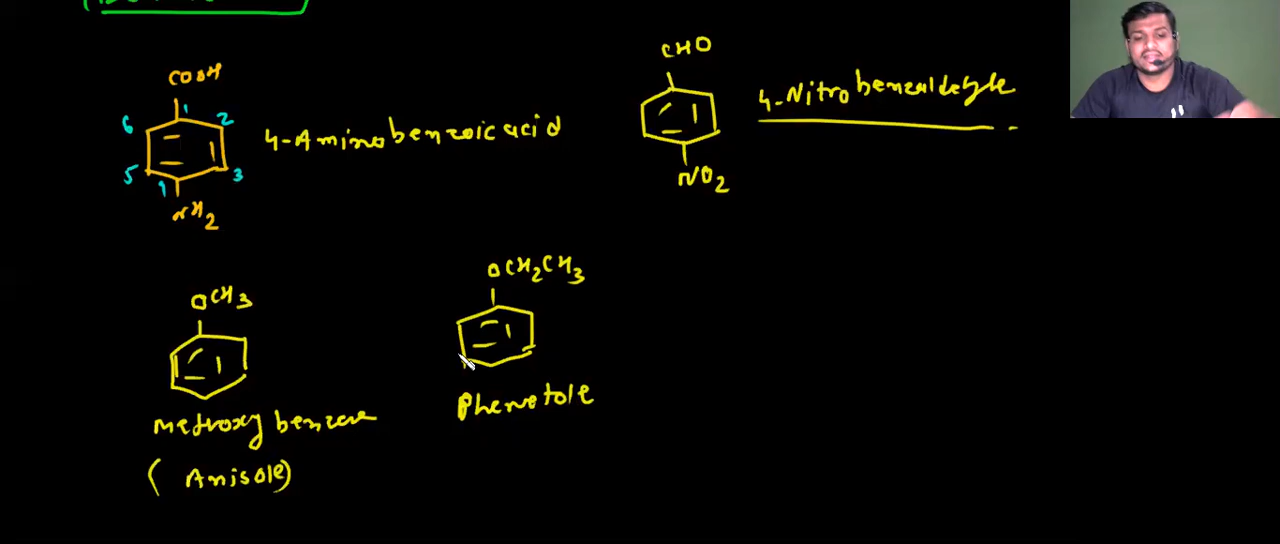 COOH
1
2
6
4-Aminobenzoic acid
5
4
3
NH2
CHO
4-Nitrobenzaldehyde
NO2
OCH3
Methoxy benzene
(Anisole)
OCH2CH3
Phenetole